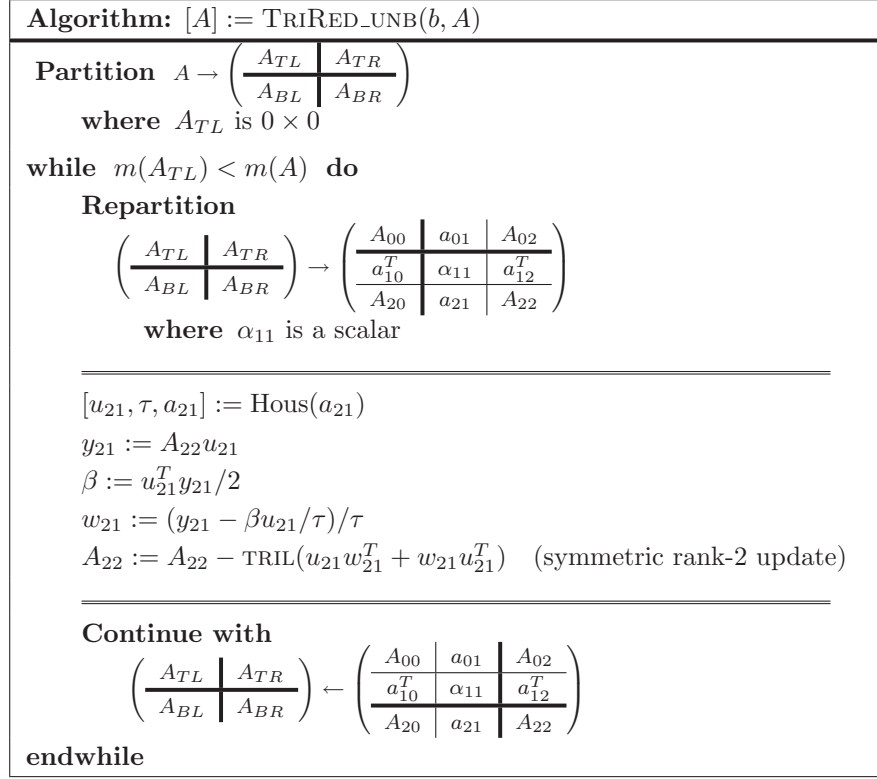 Algorithm: [A] := TRIRED_UNB(b, A)
Partition A → ( A_TL | A_TR )
( A_BL | A_BR )
where A_TL is 0 × 0
while m(A_TL) < m(A) do
Repartition
( A_TL | A_TR ) → ( A_00 | a_01 | A_02 )
( A_BL | A_BR ) ( a_10^T | α_11 | a_12^T )
( A_20 | a_21 | A_22 )
where α_11 is a scalar
[u_21, τ, a_21] := Hous(a_21)
y_21 := A_22 u_21
β := u_21^T y_21/2
w_21 := (y_21 − βu_21/τ)/τ
A_22 := A_22 − TRIL(u_21 w_21^T + w_21 u_21^T) (symmetric rank-2 update)
Continue with
( A_TL | A_TR ) ← ( A_00 | a_01 | A_02 )
( A_BL | A_BR ) ( a_10^T | α_11 | a_12^T )
( A_20 | a_21 | A_22 )
endwhile